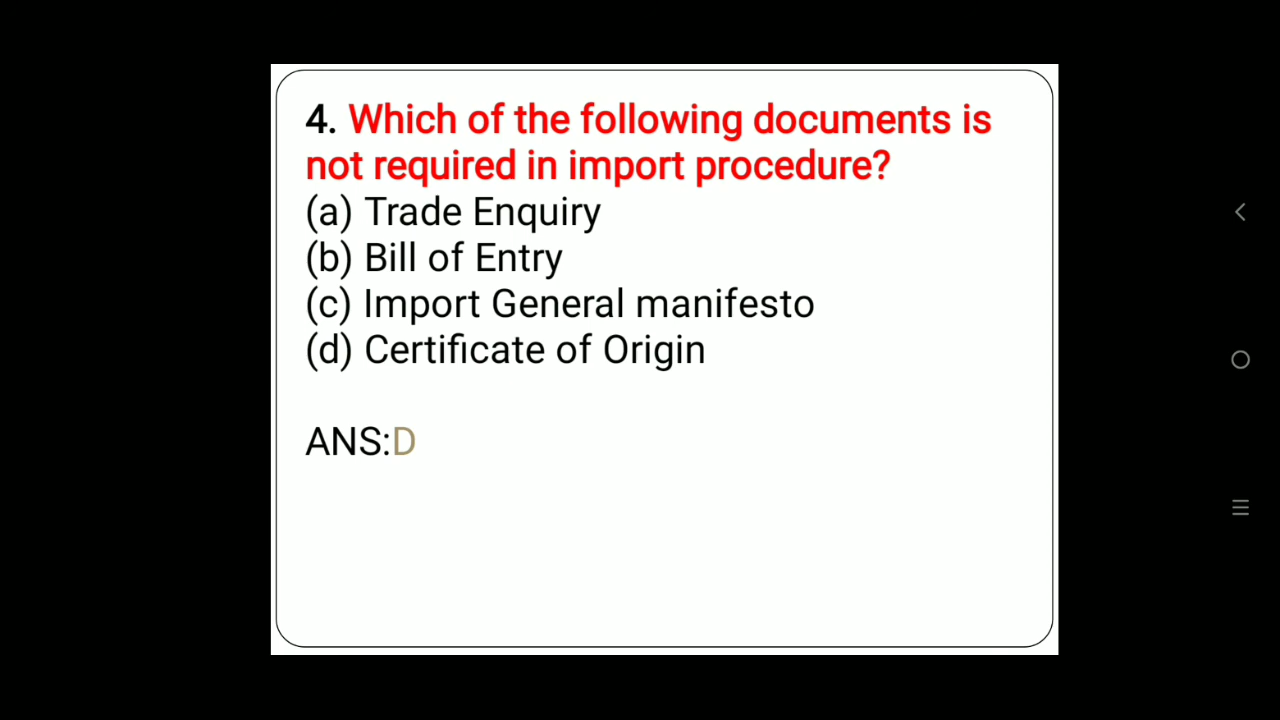 4. Which of the following documents is
not required in import procedure?
(a) Trade Enquiry
(b) Bill of Entry
(c) Import General manifesto
(d) Certificate of Origin
ANS:D